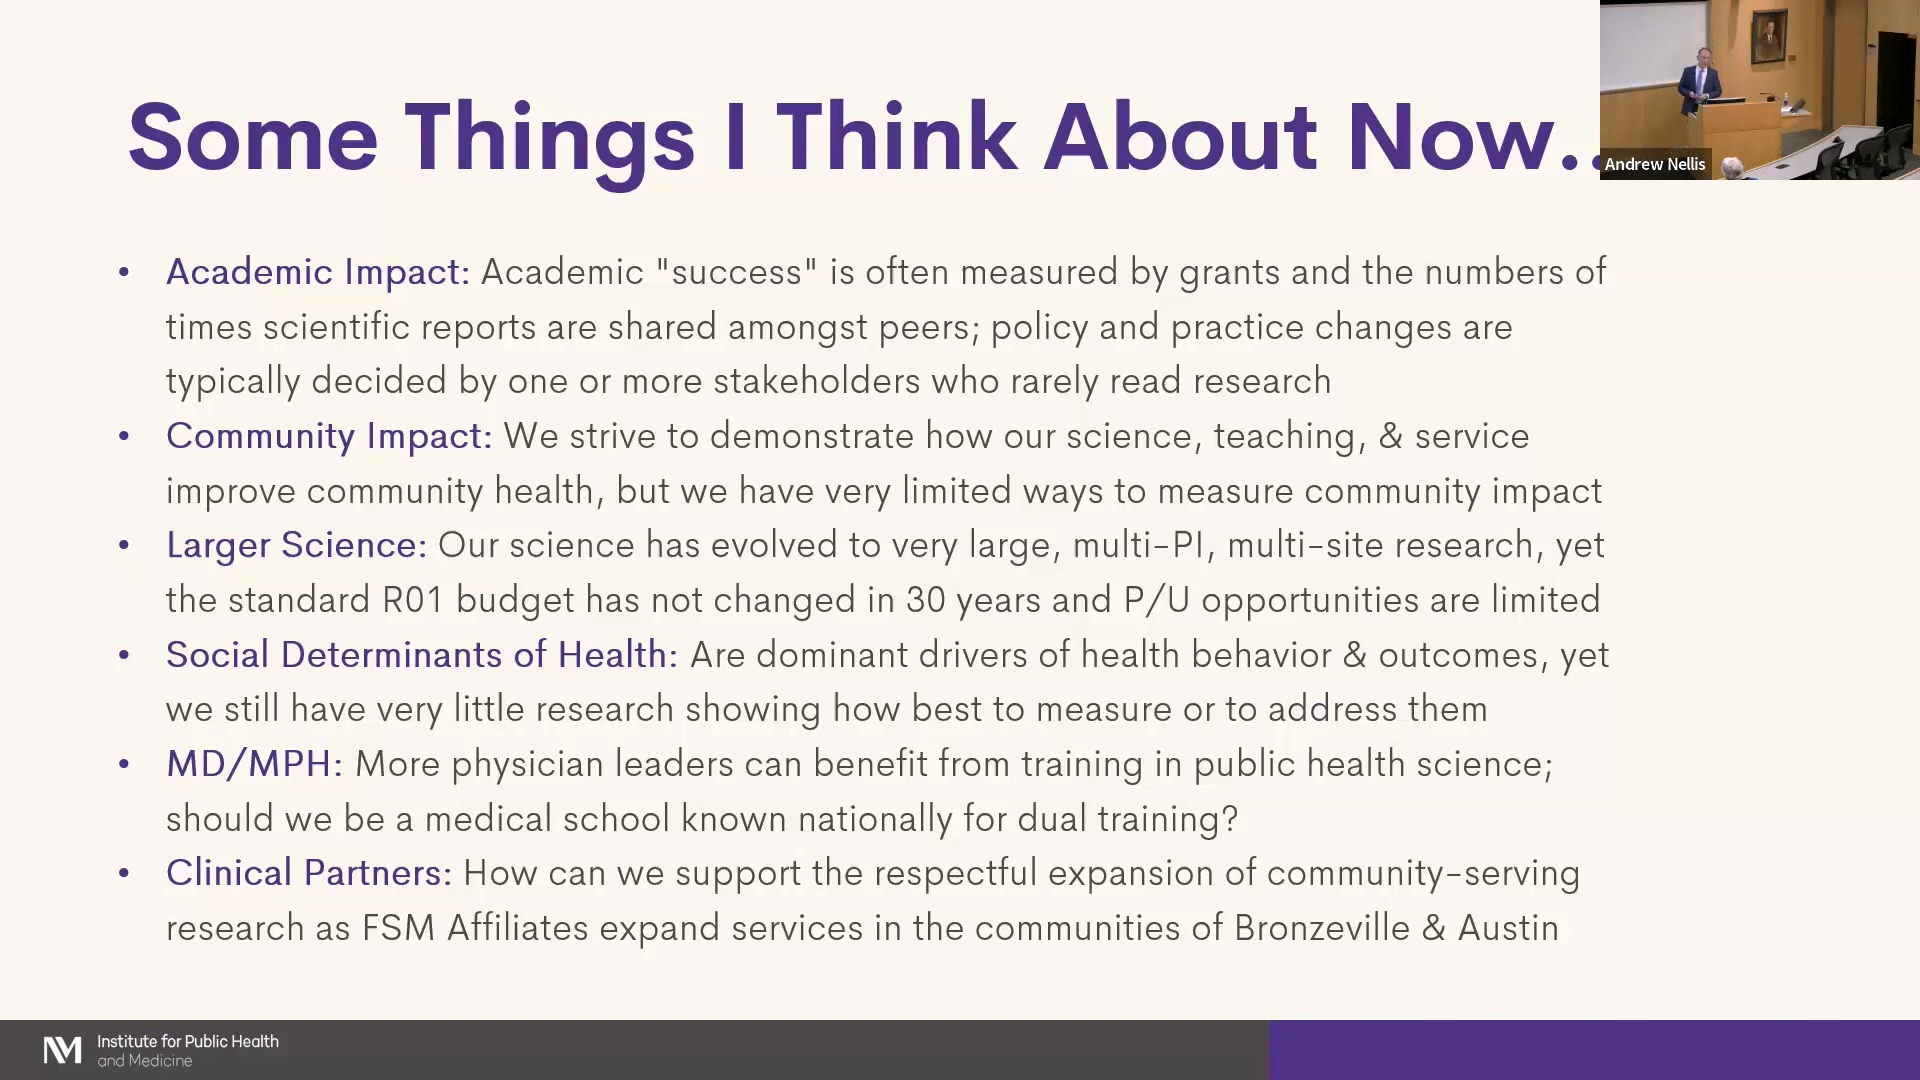 Some Things I Think About Now..
Andrew Nellis
• Academic Impact: Academic "success" is often measured by grants and the numbers of
times scientific reports are shared amongst peers; policy and practice changes are
typically decided by one or more stakeholders who rarely read research
• Community Impact: We strive to demonstrate how our science, teaching, & service
improve community health, but we have very limited ways to measure community impact
• Larger Science: Our science has evolved to very large, multi-PI, multi-site research, yet
the standard R01 budget has not changed in 30 years and P/U opportunities are limited
• Social Determinants of Health: Are dominant drivers of health behavior & outcomes, yet
we still have very little research showing how best to measure or to address them
• MD/MPH: More physician leaders can benefit from training in public health science;
should we be a medical school known nationally for dual training?
• Clinical Partners: How can we support the respectful expansion of community-serving
research as FSM Affiliates expand services in the communities of Bronzeville & Austin
NM
Institute for Public Health
and Medicine